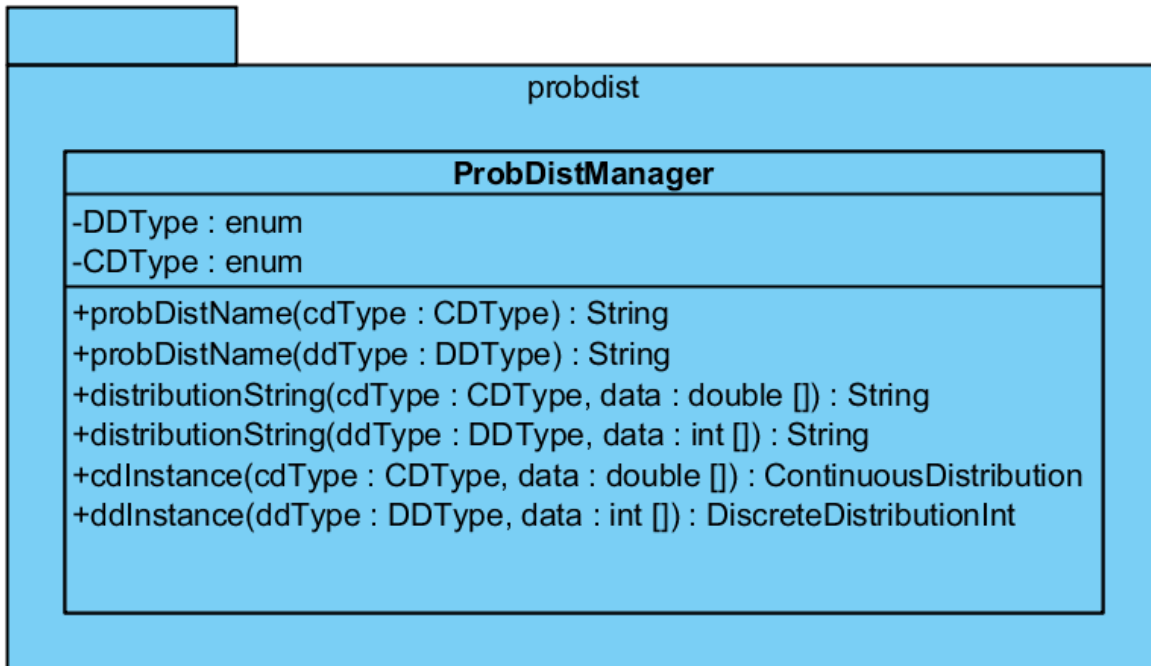 probdist
ProbDistManager
-DDType : enum
-CDType : enum
+probDistName(cdType : CDType) : String
+probDistName(ddType : DDType) : String
+distributionString(cdType : CDType, data : double []) : String
+distributionString(ddType : DDType, data : int []) : String
+cdInstance(cdType : CDType, data : double []) : ContinuousDistribution
+ddInstance(ddType : DDType, data : int []) : DiscreteDistributionInt